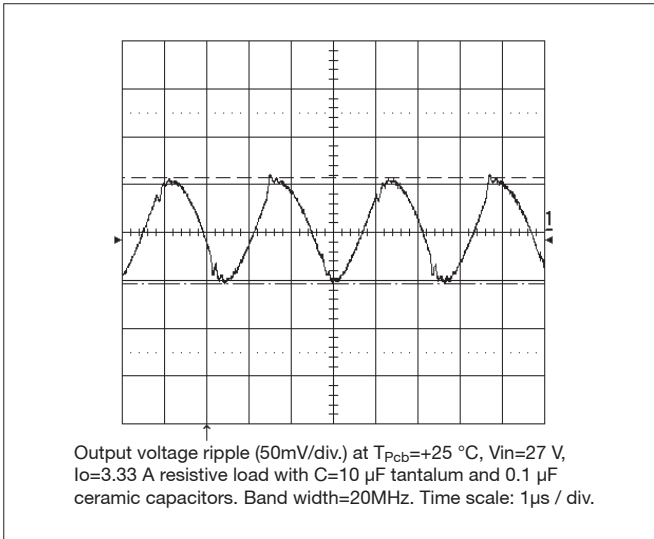 1
Output voltage ripple (50mV/div.) at TPcb=+25 °C, Vin=27 V,
Io=3.33 A resistive load with C=10 µF tantalum and 0.1 µF
ceramic capacitors. Band width=20MHz. Time scale: 1µs / div.